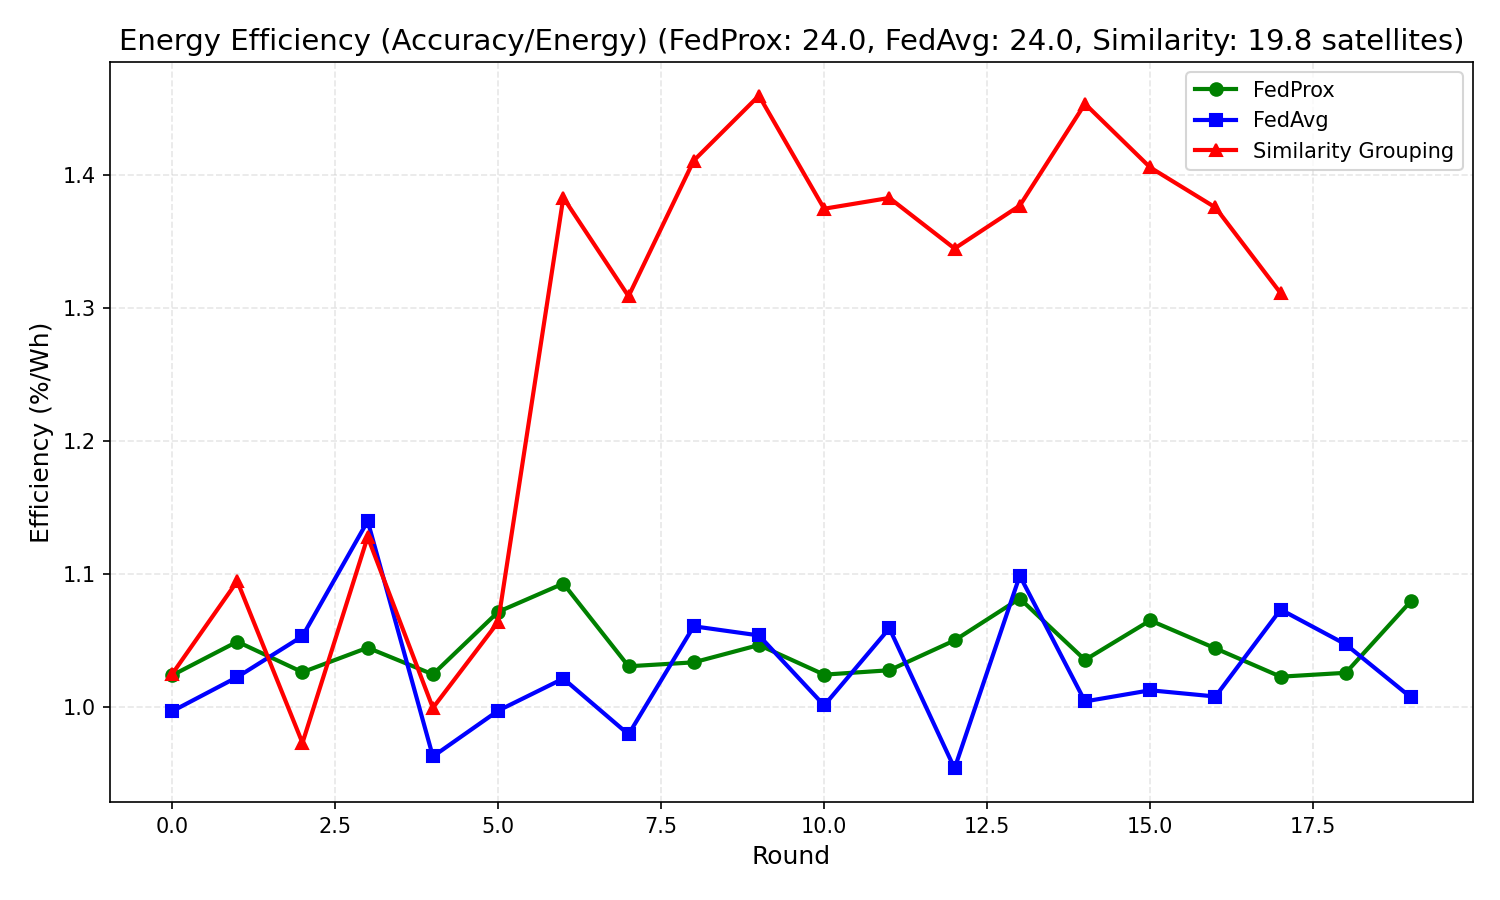 Energy Efficiency (Accuracy/Energy) (FedProx: 24.0, FedAvg: 24.0, Similarity: 19.8 satellites)
FedProx
FedAvg
Similarity Grouping
Efficiency (%/Wh)
1.4
1.3
1.2
1.1
1.0
0.0 2.5 5.0 7.5 10.0 12.5 15.0 17.5
Round